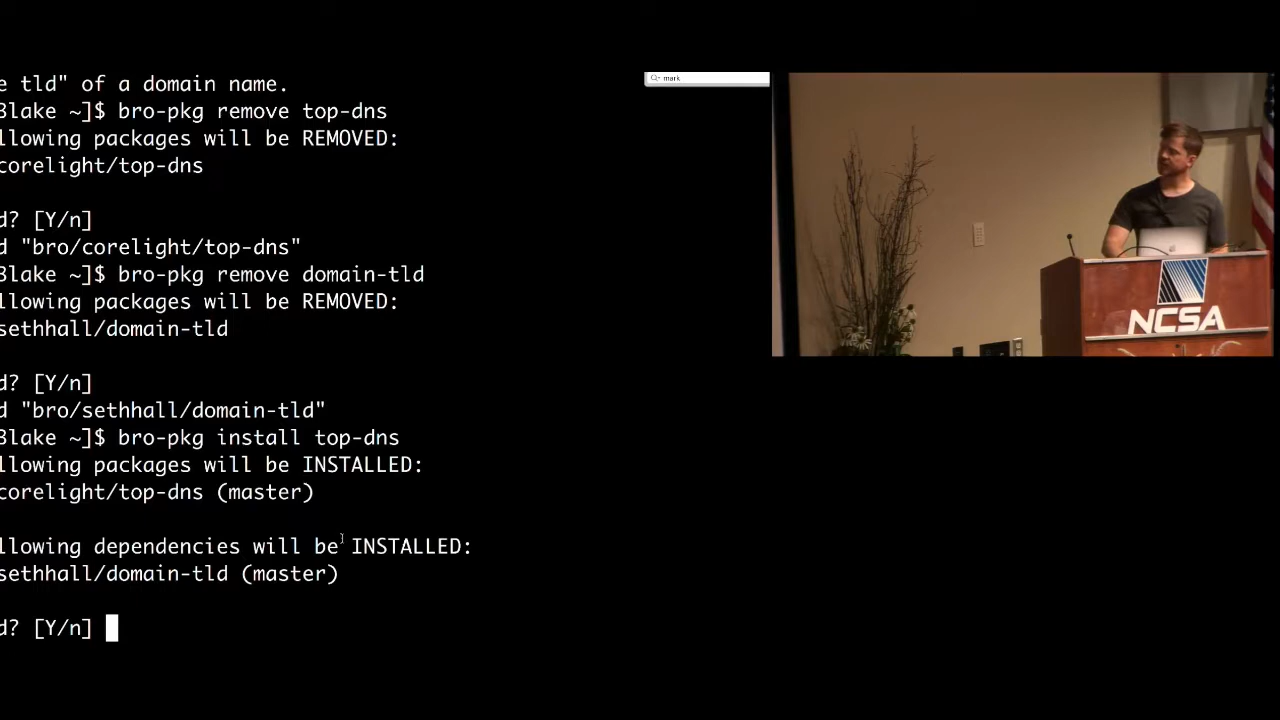 e tld" of a domain name.
Blake ~]$ bro-pkg remove top-dns
llowing packages will be REMOVED:
corelight/top-dns
d? [Y/n]
d "bro/corelight/top-dns"
Blake ~]$ bro-pkg remove domain-tld
llowing packages will be REMOVED:
sethhall/domain-tld
d? [Y/n]
d "bro/sethhall/domain-tld"
Blake ~]$ bro-pkg install top-dns
llowing packages will be INSTALLED:
corelight/top-dns (master)
llowing dependencies will be INSTALLED:
sethhall/domain-tld (master)
d? [Y/n]
mark
NCSA